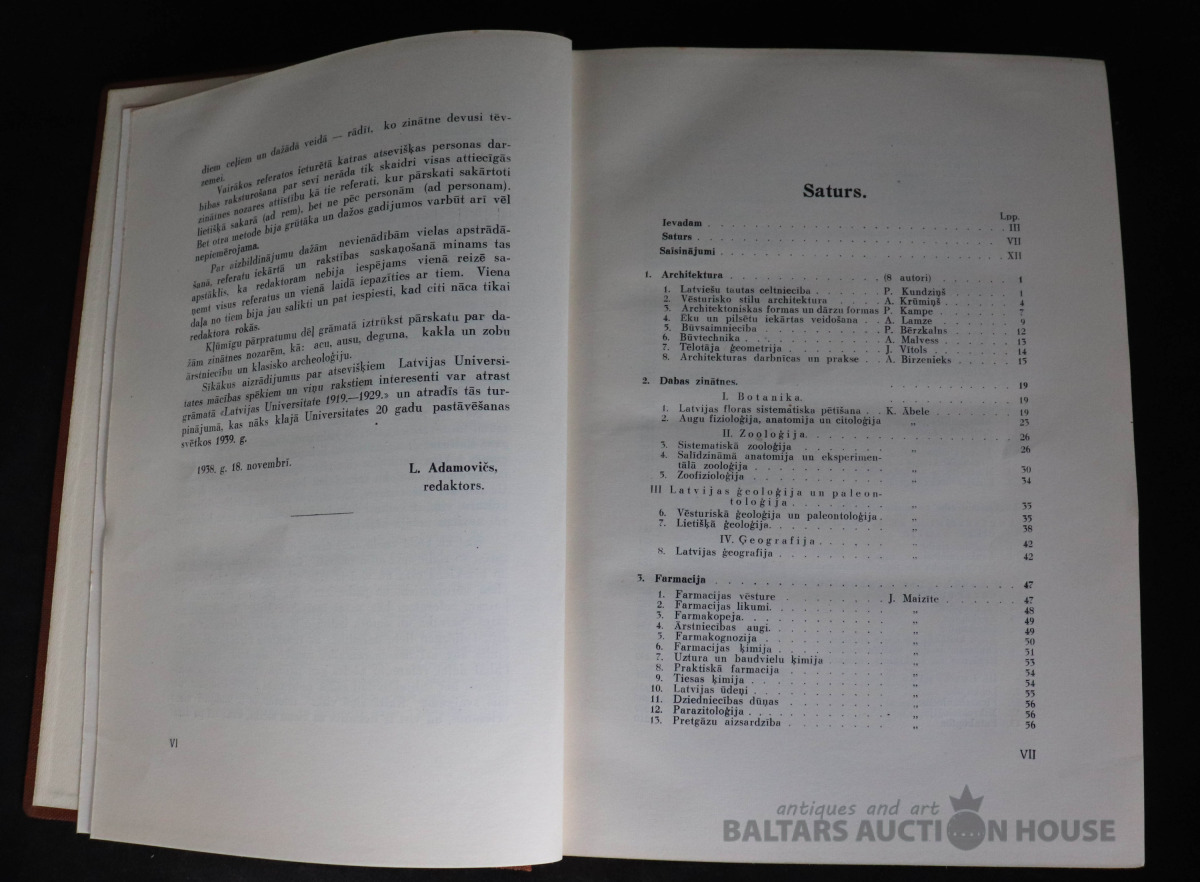 diem ceļiem un dažādā veidā — rādīt, ko zinātne devusi tēv-
zemei.
Vairākos referatos ieturētā katras atsevišķas personas dar-
bības raksturošana par sevi nerāda tik skaidri visas attiecīgās
zinātnes nozares attīstību kā tie referati, kur pārskati sakārtoti
lietišķā sakarā (ad rem), bet ne pēc personām (ad personam).
Bet otra metode bija grūtāka un dažos gadījumos varbūt arī vēl
nepiemērojama.
Par aizbildinājumu dažām nevienādībām vielas apstrādā-
šanā, referatu iekārtā un rakstības saskaņošanā minams tas
apstāklis, ka redaktoram nebija iespējams vienā reizē sa-
ņemt visus referatus un vienā laidā iepazīties ar tiem. Viena
daļa no tiem bija jau salikti un pat iespiesti, kad citi nāca tikai
redaktora rokās.
Kļūmīgu pārpratumu dēļ grāmatā iztrūkst pārskatu par da-
žām zinātnes nozarēm, kā: acu, ausu, deguna, kakla un zobu
ārstniecību un klasisko archeoloģiju.
Sīkākus aizrādījumus par atsevišķiem Latvijas Universi-
tates mācības spēkiem un viņu rakstiem interesenti var atrast
grāmatā «Latvijas Universitate 1919.—1929.» un atradīs tās tur-
pinājumā, kas nāks klajā Universitates 20 gadu pastāvēšanas
svētkos 1939. g.
1938. g. 18. novembrī.
L. Adamovičs,
redaktors.
VI
Saturs.
Lpp.
Ievadam . . . III
Saturs . . . VII
Saīsinājumi . . . XII
1. Architektura . . . (8 autori) . . . 1
1. Latviešu tautas celtniecība . . . P. Kundziņš . . . 1
2. Vēsturisko stilu architektura . . . A. Krūmiņš . . . 4
3. Architektoniskas formas un dārzu formas P. Kampe . . . 7
4. Ēku un pilsētu iekārtas veidošana . . . A. Lamze . . . 9
5. Būvsaimniecība . . . P. Bērzkalns . . . 12
6. Būvtechnika . . . A. Malvess . . . 13
7. Tēlotāja ģeometrija . . . J. Vītols . . . 14
8. Architekturas darbnīcas un prakse . . . A. Birzenieks . . . 15
2. Dabas zinātnes. . . . 19
I. Botanika. . . . 19
1. Latvijas floras sistemātiska pētīšana . . . K. Ābele . . . 19
2. Augu fizioloģija, anatomija un citoloģija „ . . . 23
II. Zooloģija. . . . 26
3. Sistematiskā zooloģija . . . „ . . . 26
4. Salīdzināmā anatomija un eksperimen-
tālā zooloģija . . . „ . . . 30
5. Zoofizioloģija . . . „ . . . 34
III Latvijas ģeoloģija un paleon-
toloģija . . . „ . . . 35
6. Vēsturiskā ģeoloģija un paleontoloģija . „ . . . 35
7. Lietišķā ģeoloģija. . . . „ . . . 38
IV. Ģeografija . . . „ . . . 42
8. Latvijas ģeografija . . . „ . . . 42
3. Farmacija . . . 47
1. Farmacijas vēsture . . . J. Maizīte . . . 47
2. Farmacijas likumi. . . . „ . . . 48
3. Farmakopeja. . . . „ . . . 49
4. Ārstniecības augi. . . . „ . . . 49
5. Farmakognozija . . . „ . . . 50
6. Farmacijas ķimija . . . „ . . . 51
7. Uztura un baudvielu ķimija . . . „ . . . 53
8. Praktiskā farmacija . . . „ . . . 54
9. Tiesas ķimija . . . „ . . . 54
10. Latvijas ūdeņi . . . „ . . . 55
11. Dziedniecības dūņas . . . „ . . . 56
12. Parazitoloģija . . . „ . . . 56
13. Pretgāzu aizsardzība . . . „ . . . 56
VII
antiques and art
BALTARS AUCTION HOUSE